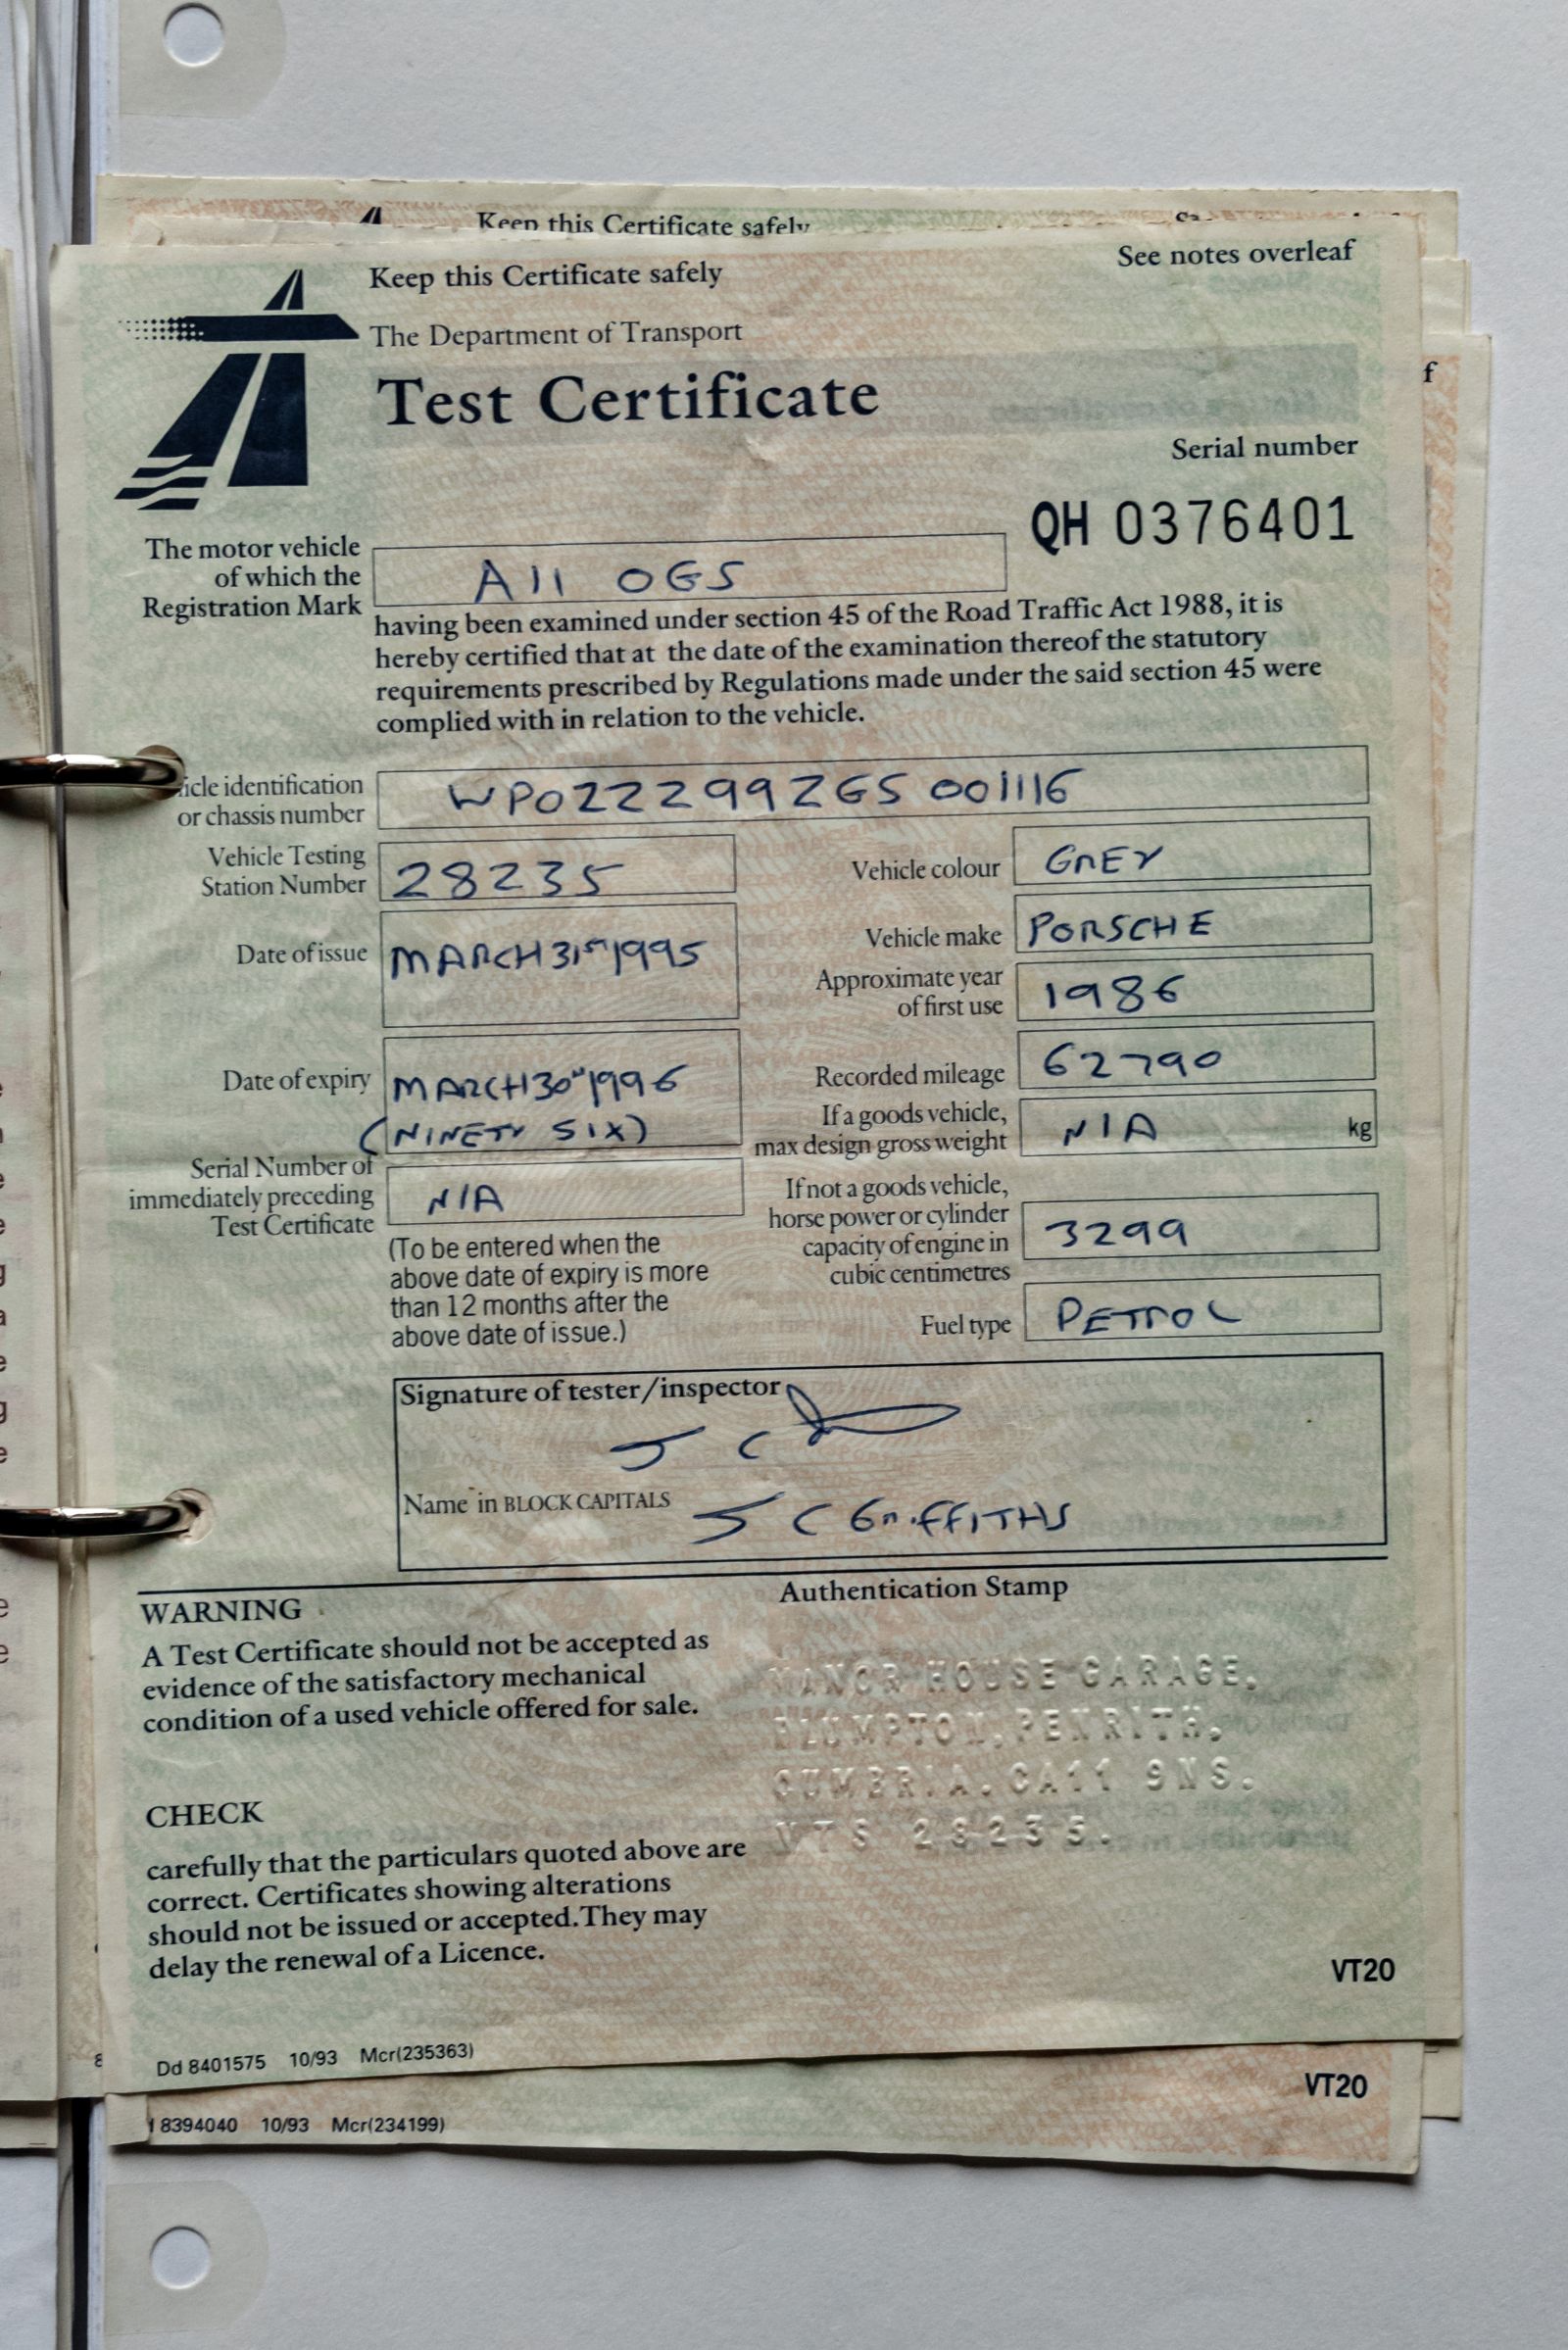 Keep this Certificate safely
See notes overleaf
Keep this Certificate safely
The Department of Transport
Test Certificate
f
Serial number
QH 0376401
The motor vehicle
of which the
Registration Mark
A11 OGS
having been examined under section 45 of the Road Traffic Act 1988, it is
hereby certified that at the date of the examination thereof the statutory
requirements prescribed by Regulations made under the said section 45 were
complied with in relation to the vehicle.
icle identification
or chassis number
WP0ZZZ99ZGS 001116
Vehicle Testing
Station Number
28235
Vehicle colour
GREY
Date of issue
MARCH 31ST 1995
Vehicle make
PORSCHE
Approximate year
of first use
1986
Date of expiry
MARCH 30TH 1996
(NINETY SIX)
Recorded mileage
62790
If a goods vehicle,
max design gross weight
N/A
kg
Serial Number of
immediately preceding
Test Certificate
N/A
(To be entered when the
above date of expiry is more
than 12 months after the
above date of issue.)
If not a goods vehicle,
horse power or cylinder
capacity of engine in
cubic centimetres
3299
Fuel type
PETROL
Signature of tester/inspector
J C
Name in BLOCK CAPITALS
J C GRIFFITHS
WARNING
A Test Certificate should not be accepted as
evidence of the satisfactory mechanical
condition of a used vehicle offered for sale.
Authentication Stamp
MANOR HOUSE GARAGE,
PLUMPTON, PENRITH,
CUMBRIA. CA11 9NS.
VTS 28235.
CHECK
carefully that the particulars quoted above are
correct. Certificates showing alterations
should not be issued or accepted. They may
delay the renewal of a Licence.
VT20
Dd 8401575 10/93 Mcr(235363)
VT20
8394040 10/93 Mcr(234199)